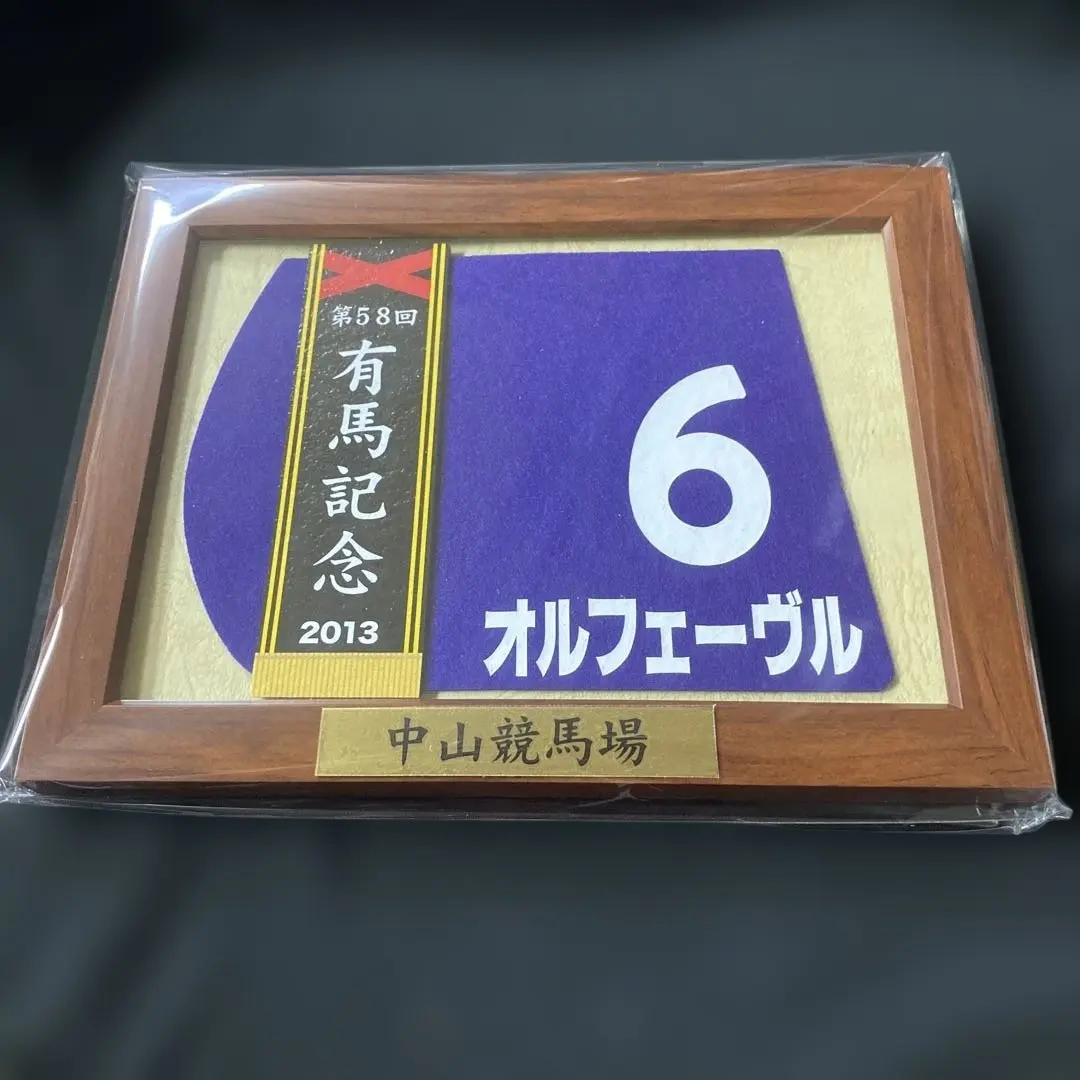 第58回
有馬記念
2013
6
オルフェーヴル
中山競馬場